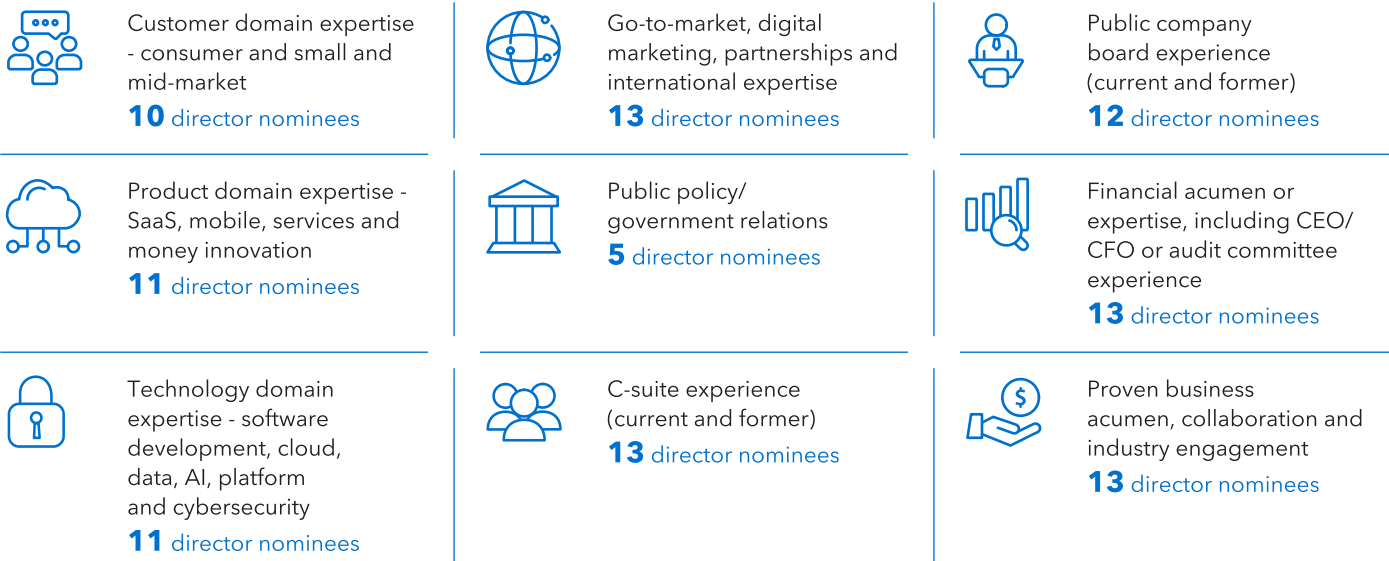 Customer domain expertise
- consumer and small and
mid-market
10 director nominees
Go-to-market, digital
marketing, partnerships and
international expertise
13 director nominees
Public company
board experience
(current and former)
12 director nominees
Product domain expertise -
SaaS, mobile, services and
money innovation
11 director nominees
Public policy/
government relations
5 director nominees
Financial acumen or
expertise, including CEO/
CFO or audit committee
experience
13 director nominees
Technology domain
expertise - software
development, cloud,
data, AI, platform
and cybersecurity
11 director nominees
C-suite experience
(current and former)
13 director nominees
$
Proven business
acumen, collaboration and
industry engagement
13 director nominees